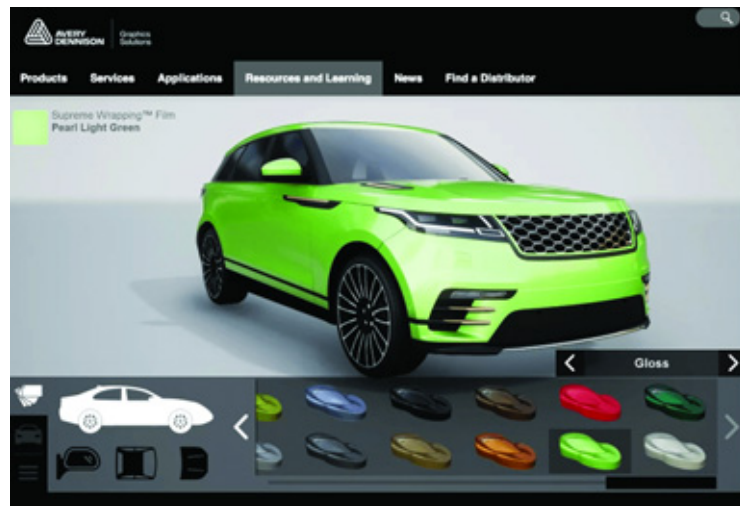 AVERY
DENNISON
Graphics
Solutions
Products Services Applications Resources and Learning News Find a Distributor
Supreme Wrapping™ Film
Pearl Light Green
Gloss